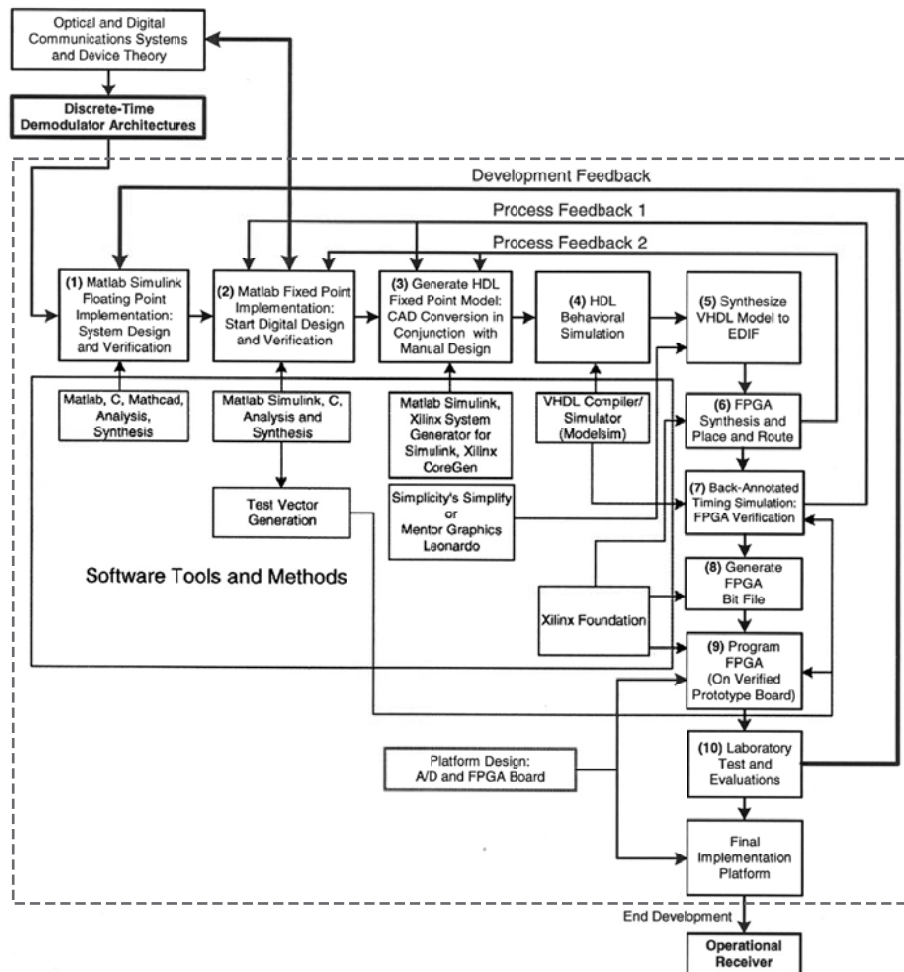 Optical and Digital
Communications Systems
and Device Theory
Discrete-Time
Demodulator Architectures
Development Feedback
Process Feedback 1
Process Feedback 2
(1) Matlab Simulink
Floating Point
Implementation:
System Design
and Verification
(2) Matlab Fixed Point
Implementation:
Start Digital Design
and Verification
(3) Generate HDL
Fixed Point Model:
CAD Conversion in
Conjunction with
Manual Design
(4) HDL
Behavioral
Simulation
(5) Synthesize
VHDL Model to
EDIF
Matlab, C, Mathcad,
Analysis,
Synthesis
Matlab Simulink, C,
Analysis and
Synthesis
Matlab Simulink,
Xilinx System
Generator for
Simulink, Xilinx
CoreGen
VHDL Compiler/
Simulator
(Modelsim)
(6) FPGA
Synthesis and
Place and Route
Test Vector
Generation
Simplicity's Simplify
or
Mentor Graphics
Leonardo
(7) Back-Annotated
Timing Simulation:
FPGA Verification
Software Tools and Methods
(8) Generate
FPGA
Bit File
Xilinx Foundation
(9) Program
FPGA
(On Verified
Prototype Board)
Platform Design:
A/D and FPGA Board
(10) Laboratory
Test and
Evaluations
Final
Implementation
Platform
End Development
Operational
Receiver